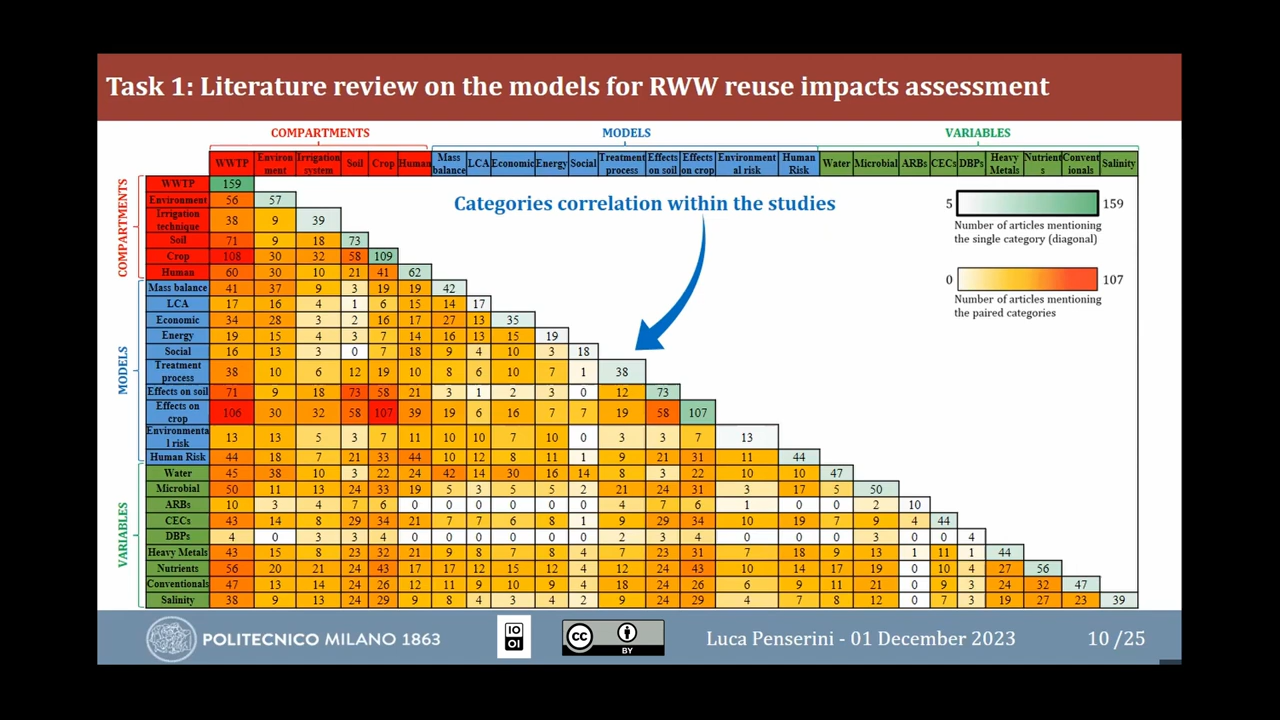 Task 1: Literature review on the models for RWW reuse impacts assessment
COMPARTMENTS MODELS VARIABLES
WWTP Environ ment Irrigation system Soil Crop Human Mass balance LCA Economic Energy Social Treatment process Effects on soil Effects on crop Environment al risk Human Risk Water Microbial ARBs CECs DBPs Heavy Metals Nutrient s Convent ionals Salinity
COMPARTMENTS
MODELS
VARIABLES
Categories correlation within the studies
5 159
Number of articles mentioning
the single category (diagonal)
0 107
Number of articles mentioning
the paired categories
WWTP 159
Environment 56 57
Irrigation technique 38 9 39
Soil 71 9 18 73
Crop 108 30 32 58 109
Human 60 30 10 21 41 62
Mass balance 41 37 9 3 19 19 42
LCA 17 16 4 1 6 15 14 17
Economic 34 28 3 2 16 17 27 13 35
Energy 19 15 4 3 7 14 16 13 15 19
Social 16 13 3 0 7 18 9 4 10 3 18
Treatment process 38 10 6 12 19 10 8 6 10 7 1 38
Effects on soil 71 9 18 73 58 21 3 1 2 3 0 12 73
Effects on crop 106 30 32 58 107 39 19 6 16 7 7 19 58 107
Environmenta l risk 13 13 5 3 7 11 10 10 7 10 0 3 3 7 13
Human Risk 44 18 7 21 33 44 10 12 8 11 1 9 21 31 11 44
Water 45 38 10 3 22 24 42 14 30 16 14 8 3 22 10 10 47
Microbial 50 11 13 24 33 19 5 3 5 5 2 21 24 31 3 17 5 50
ARBs 10 3 4 7 6 0 0 0 0 0 0 4 7 6 1 0 0 2 10
CECs 43 14 8 29 34 21 7 7 6 8 1 9 29 34 10 19 7 9 4 44
DBPs 4 0 3 3 4 0 0 0 0 0 0 2 3 4 0 0 0 3 0 0 4
Heavy Metals 43 15 8 23 32 21 9 8 7 8 4 7 23 31 7 18 9 13 1 11 1 44
Nutrients 56 20 21 24 43 17 17 12 15 12 4 12 24 43 10 14 17 19 0 10 4 27 56
Conventionals 47 13 14 24 26 12 11 9 10 9 4 18 24 26 6 9 11 21 0 9 3 24 32 47
Salinity 38 9 13 24 29 9 8 4 3 4 2 9 24 29 4 7 8 12 0 7 3 19 27 23 39
POLITECNICO MILANO 1863
IO
OI
CC BY
Luca Penserini - 01 December 2023
10 /25